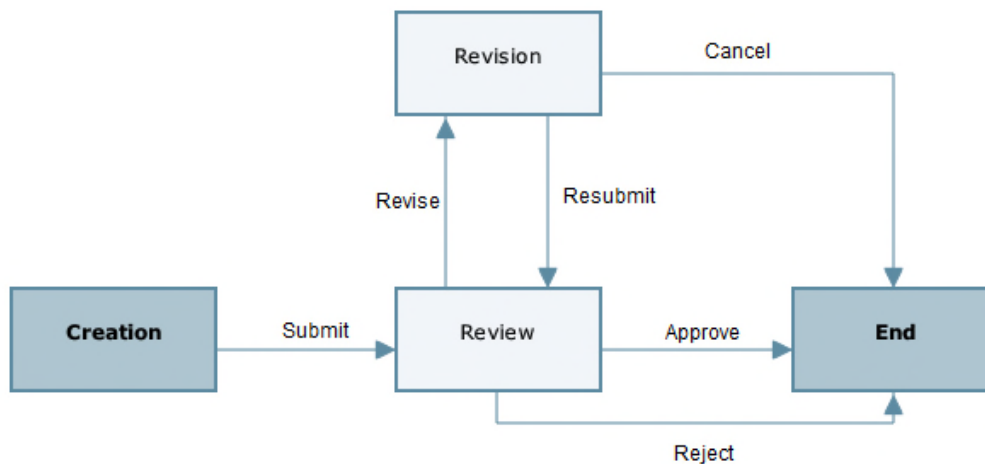 Revision
Cancel
Revise
Resubmit
Creation
Submit
Review
Approve
End
Reject